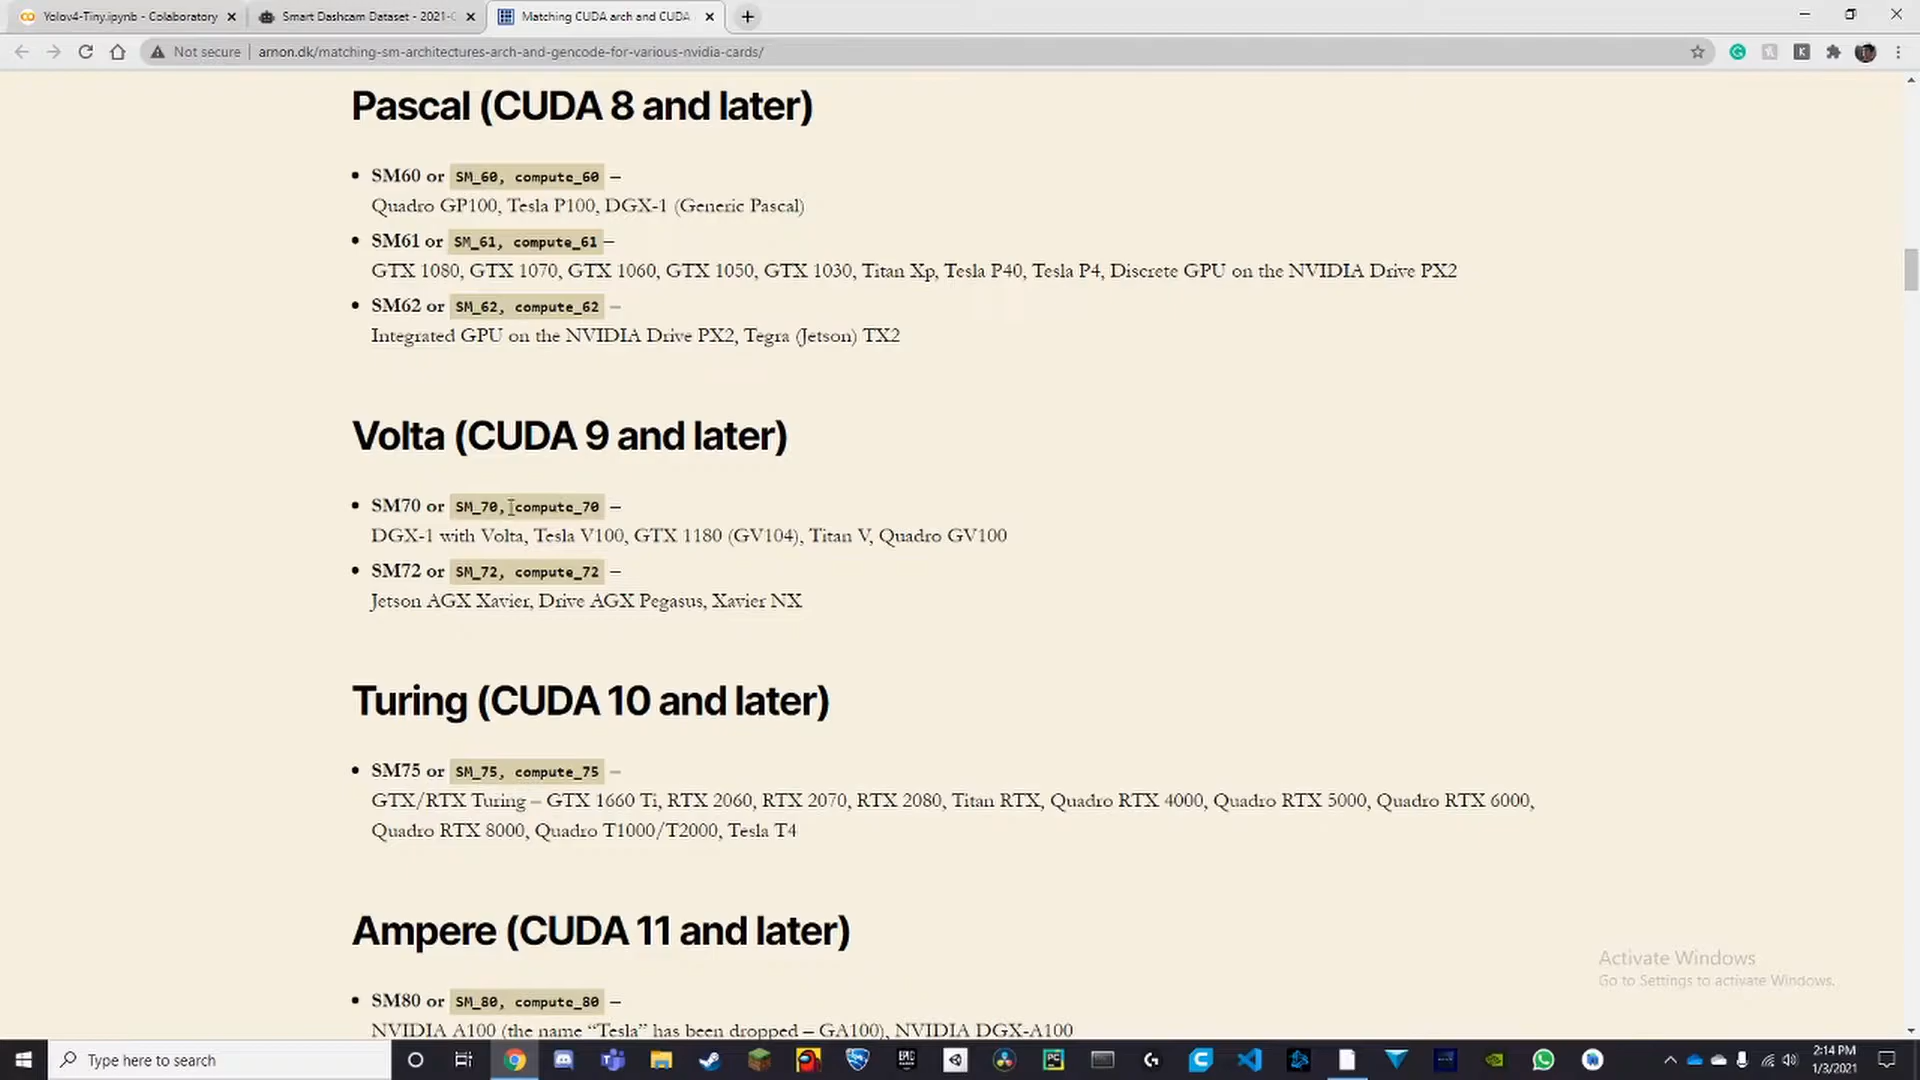 Yolov4-Tiny.ipynb - Colaboratory
Smart Dashcam Dataset - 2021-
Matching CUDA arch and CUDA
Not secure | arnon.dk/matching-sm-architectures-arch-and-gencode-for-various-nvidia-cards/
Pascal (CUDA 8 and later)
• SM60 or SM_60, compute_60 –
Quadro GP100, Tesla P100, DGX-1 (Generic Pascal)
• SM61 or SM_61, compute_61 –
GTX 1080, GTX 1070, GTX 1060, GTX 1050, GTX 1030, Titan Xp, Tesla P40, Tesla P4, Discrete GPU on the NVIDIA Drive PX2
• SM62 or SM_62, compute_62 –
Integrated GPU on the NVIDIA Drive PX2, Tegra (Jetson) TX2
Volta (CUDA 9 and later)
• SM70 or SM_70, compute_70 –
DGX-1 with Volta, Tesla V100, GTX 1180 (GV104), Titan V, Quadro GV100
• SM72 or SM_72, compute_72 –
Jetson AGX Xavier, Drive AGX Pegasus, Xavier NX
Turing (CUDA 10 and later)
• SM75 or SM_75, compute_75 –
GTX/RTX Turing – GTX 1660 Ti, RTX 2060, RTX 2070, RTX 2080, Titan RTX, Quadro RTX 4000, Quadro RTX 5000, Quadro RTX 6000,
Quadro RTX 8000, Quadro T1000/T2000, Tesla T4
Ampere (CUDA 11 and later)
• SM80 or SM_80, compute_80 –
NVIDIA A100 (the name “Tesla” has been dropped – GA100), NVIDIA DGX-A100
Activate Windows
Go to Settings to activate Windows.
Type here to search
2:14 PM
1/3/2021